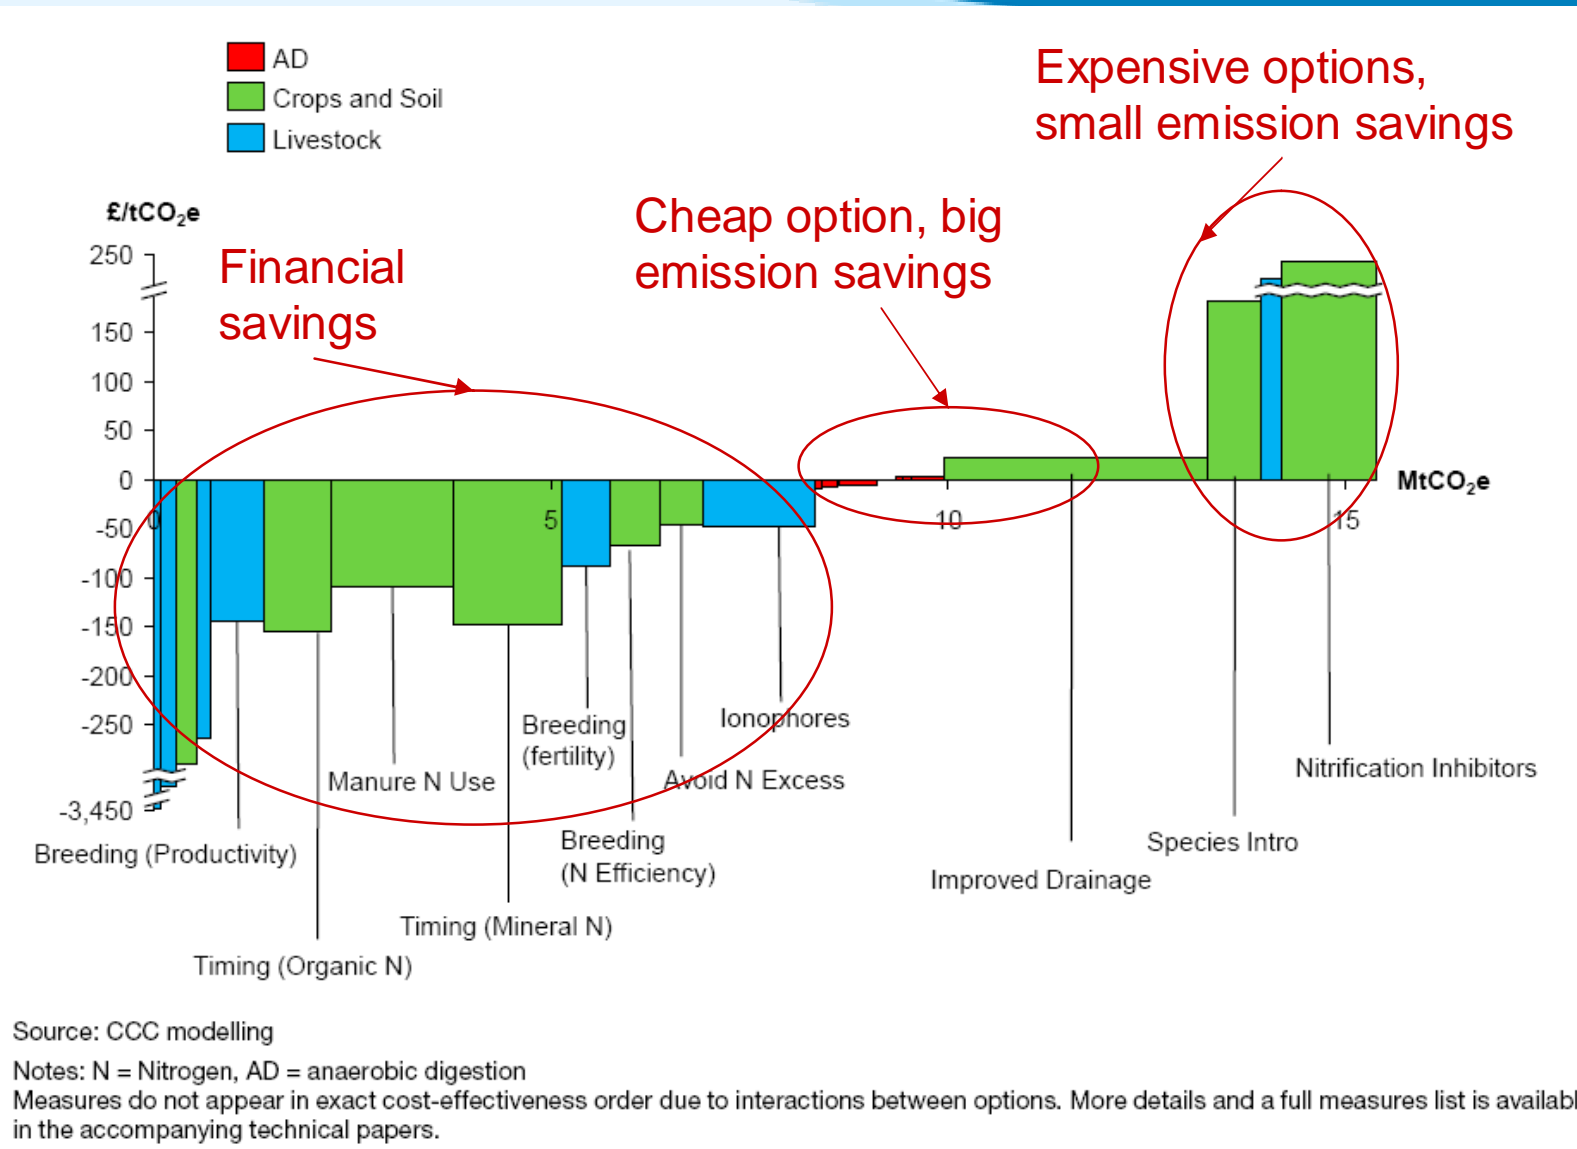 AD
Crops and Soil
Livestock
Expensive options,
small emission savings
£/tCO₂e
Cheap option, big
emission savings
Financial
savings
250
150
100
50
0
-50
-100
-150
-200
-250
-3,450
0
5
10
15
MtCO₂e
Breeding
(fertility)
Ionophores
Manure N Use
Avoid N Excess
Nitrification Inhibitors
Breeding (Productivity)
Breeding
(N Efficiency)
Species Intro
Improved Drainage
Timing (Mineral N)
Timing (Organic N)
Source: CCC modelling
Notes: N = Nitrogen, AD = anaerobic digestion
Measures do not appear in exact cost-effectiveness order due to interactions between options. More details and a full measures list is availabl
in the accompanying technical papers.